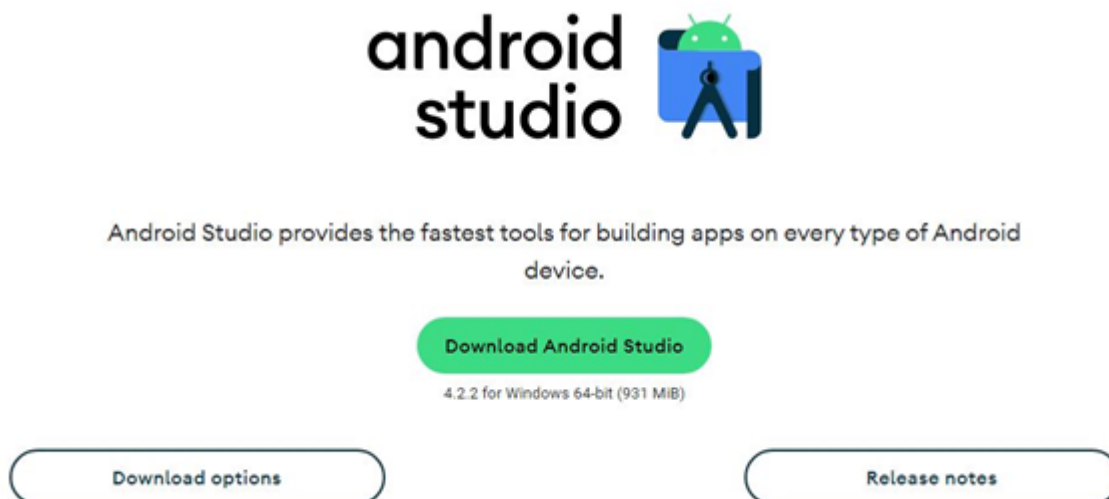 android
studio
Android Studio provides the fastest tools for building apps on every type of Android
device.
Download Android Studio
4.2.2 for Windows 64-bit (931 MiB)
Download options
Release notes